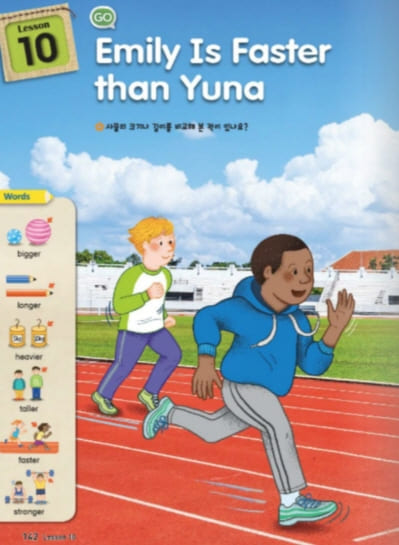 Lesson
10
GO
Emily Is Faster
than Yuna
사물의 크기나 길이를 비교해 본 적이 있나요?
Words
bigger
longer
heavier
taller
faster
stronger
142 Lesson 10